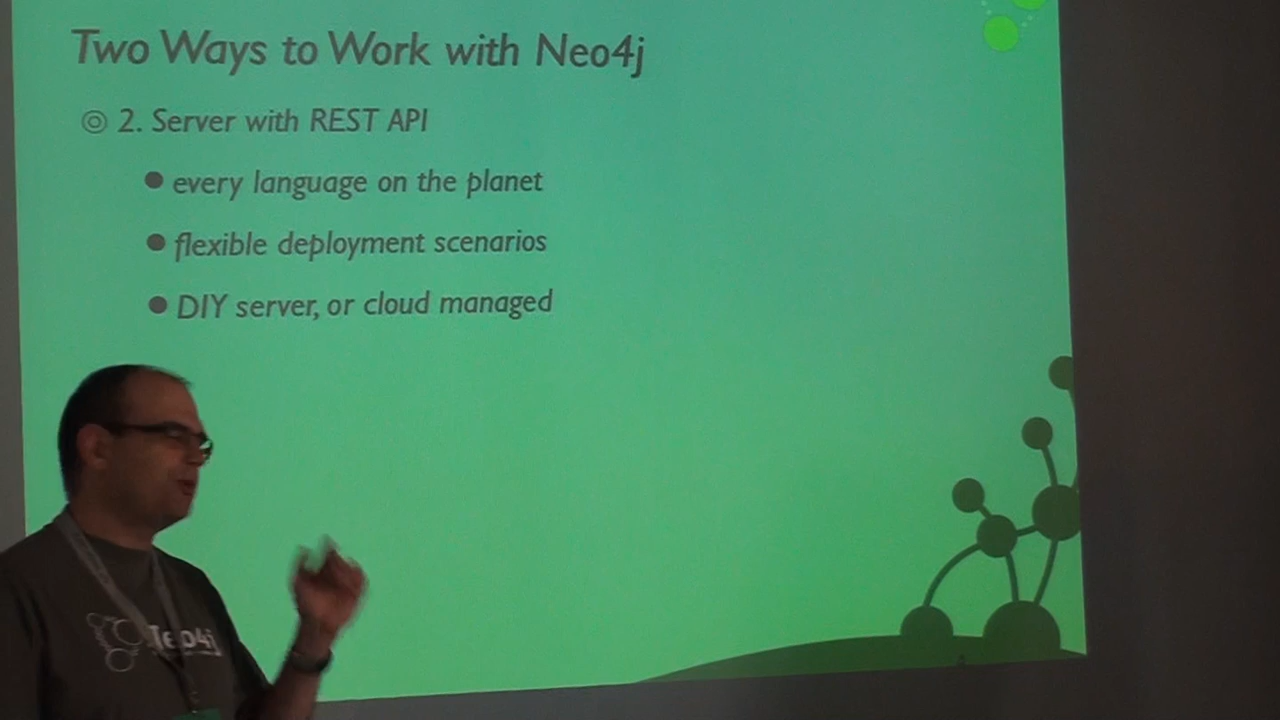 Two Ways to Work with Neo4j
2. Server with REST API
every language on the planet
flexible deployment scenarios
DIY server, or cloud managed
Neo4j